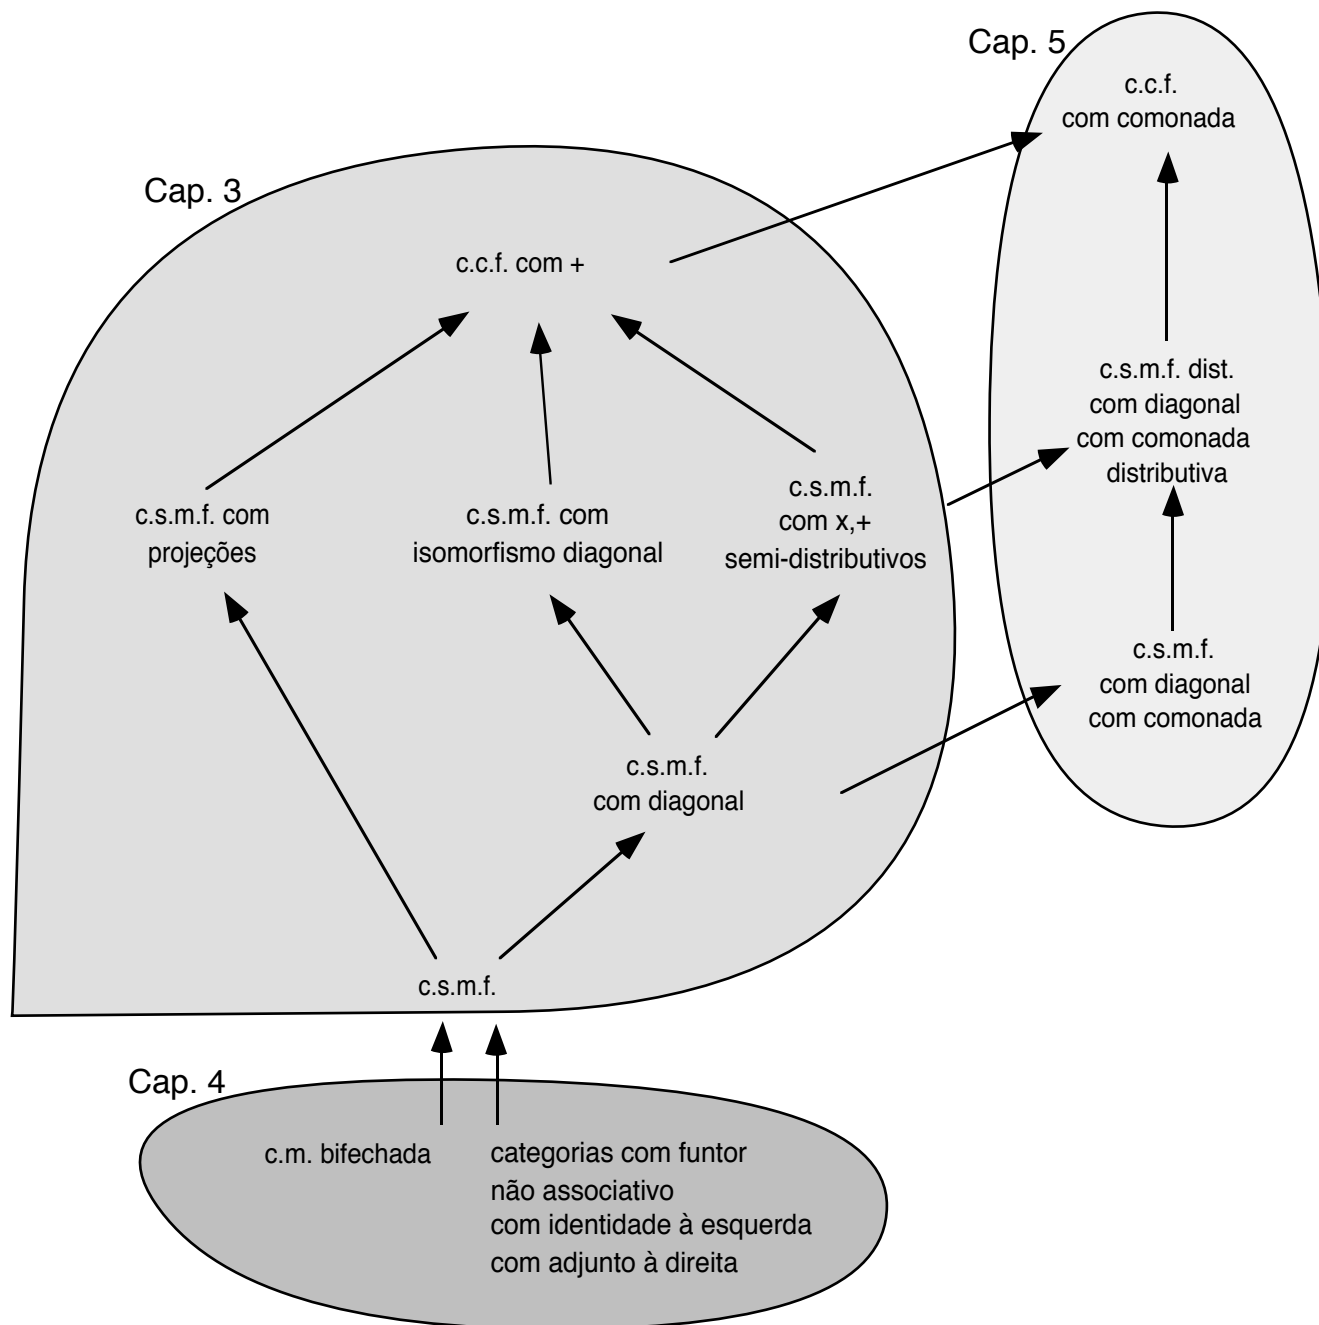 Cap. 5
c.c.f.
com comonada
Cap. 3
c.c.f. com +
c.s.m.f. dist.
com diagonal
com comonada
distributiva
c.s.m.f. com
projeções
c.s.m.f. com
isomorfismo diagonal
c.s.m.f.
com x,+
semi-distributivos
c.s.m.f.
com diagonal
com comonada
c.s.m.f.
com diagonal
c.s.m.f.
Cap. 4
c.m. bifechada
categorias com funtor
não associativo
com identidade à esquerda
com adjunto à direita